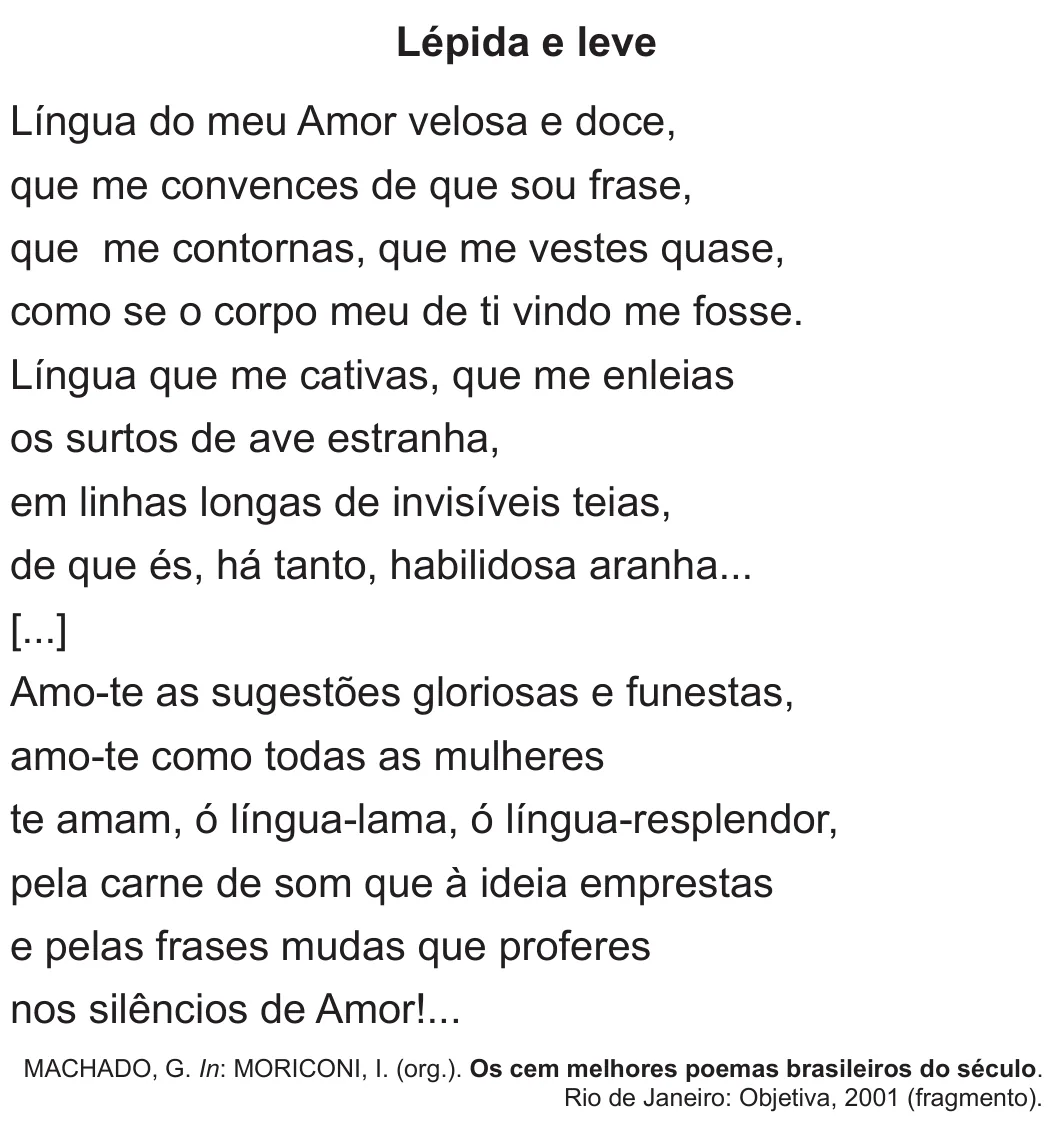 Lépida e leve
Língua do meu Amor velosa e doce,
que me convences de que sou frase,
que  me contornas, que me vestes quase,
como se o corpo meu de ti vindo me fosse.
Língua que me cativas, que me enleias
os surtos de ave estranha,
em linhas longas de invisíveis teias,
de que és, há tanto, habilidosa aranha...
[...]
Amo-te as sugestões gloriosas e funestas,
amo-te como todas as mulheres
te amam, ó língua-lama, ó língua-resplendor,
pela carne de som que à ideia emprestas
e pelas frases mudas que proferes
nos silêncios de Amor!...
MACHADO, G. In: MORICONI, I. (org.). Os cem melhores poemas brasileiros do século.
Rio de Janeiro: Objetiva, 2001 (fragmento).